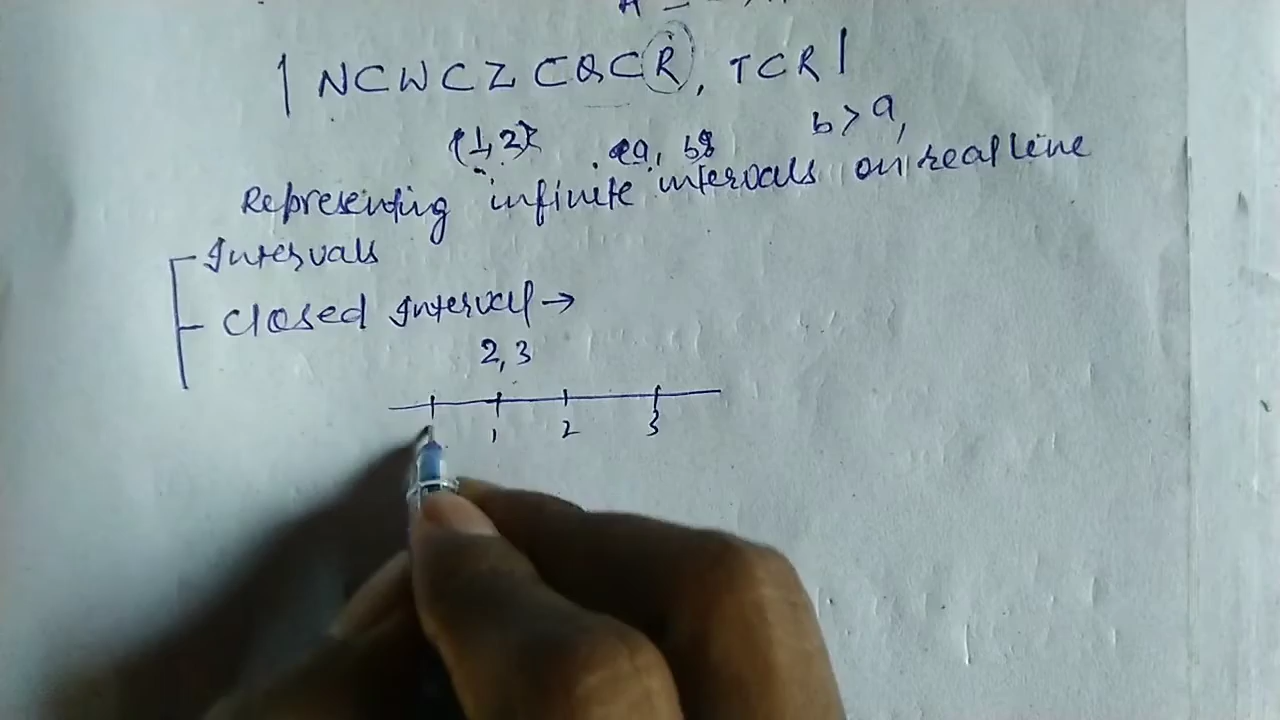 | N C W C Z C Q C R, T C R |
{1, 2} {a, b} b > a,
Representing infinite intervals on real line
Intervals
Closed Interval →
2, 3
1 2 3